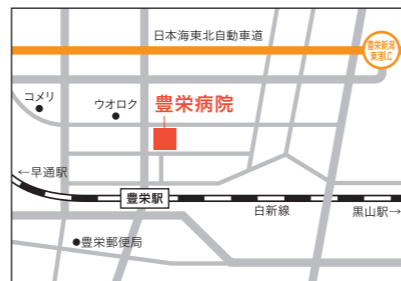 日本海東北自動車道
豊栄新潟
東港I.C
コメリ
ウオロク
豊栄病院
←早通駅
豊栄駅
白新線
黒山駅→
豊栄郵便局